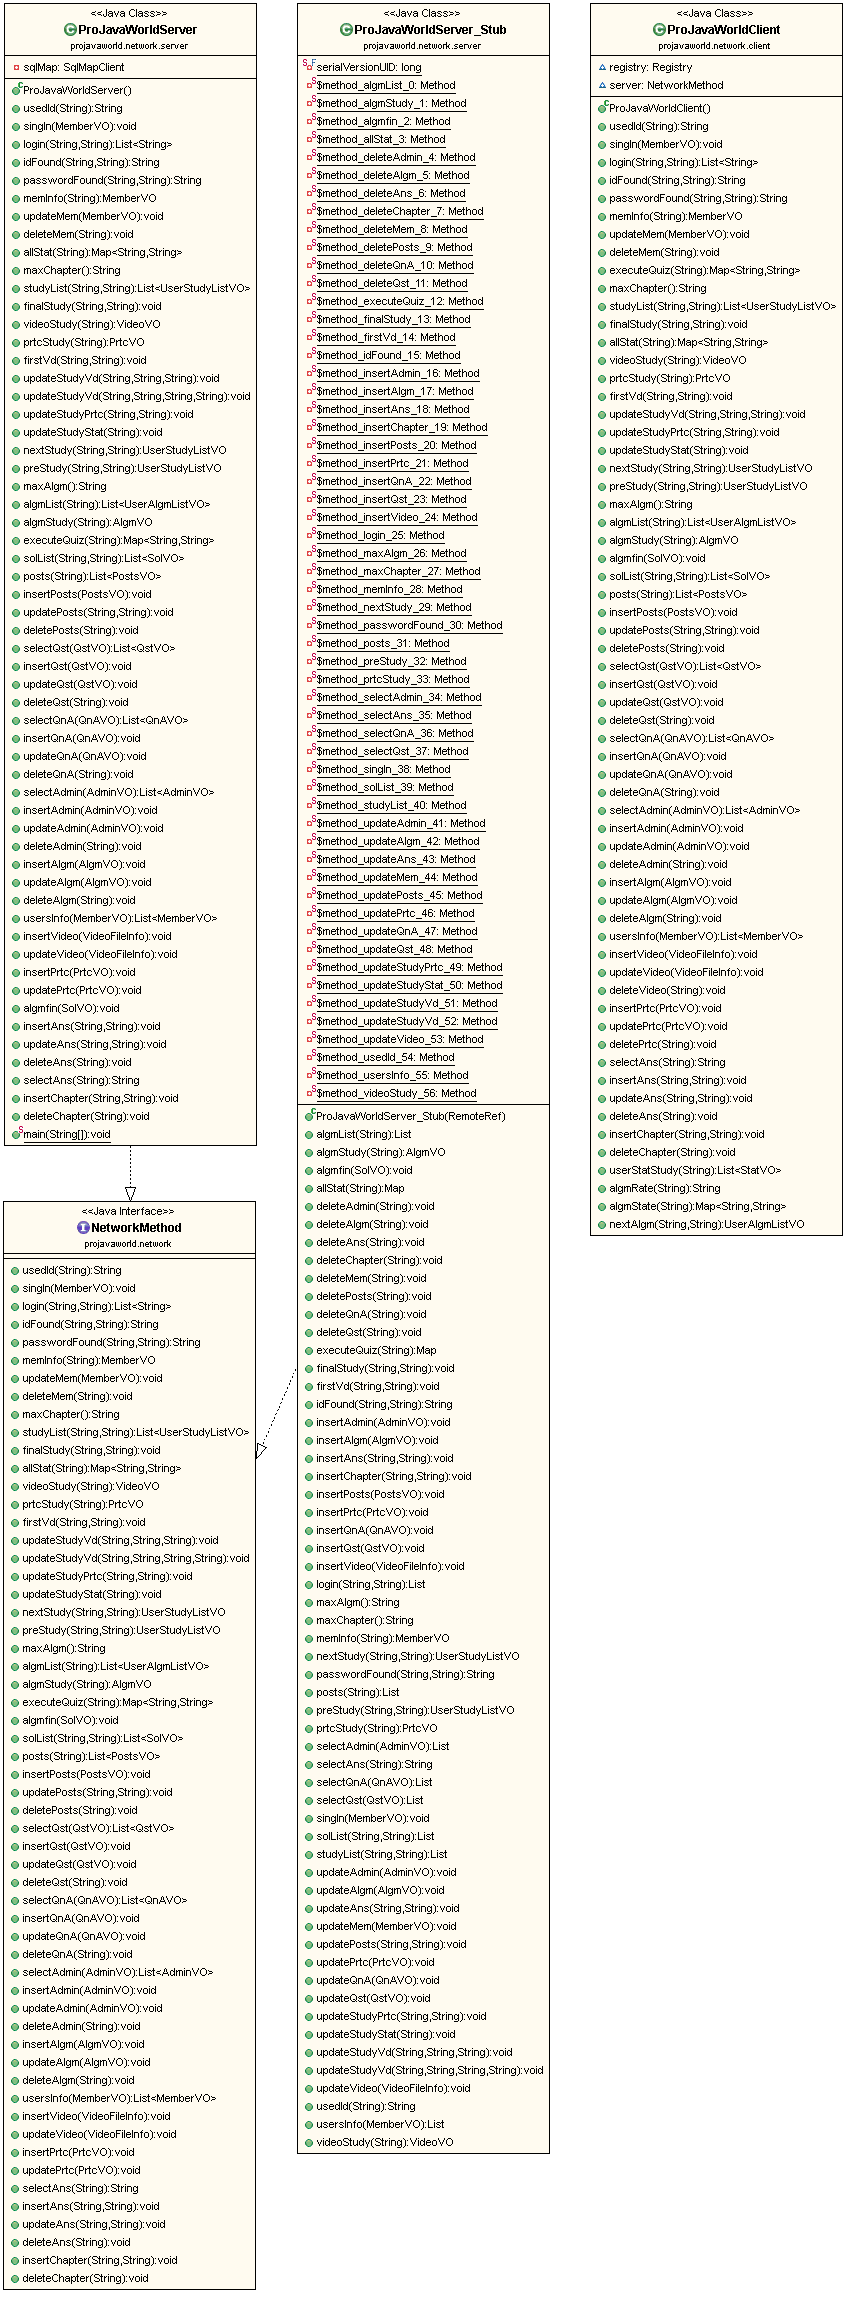 <<Java Class>>
ProJavaWorldServer
projavaworld.network.server
sqlMap: SqlMapClient
ProJavaWorldServer()
usedId(String):String
singIn(MemberVO):void
login(String,String):List<String>
idFound(String,String):String
passwordFound(String,String):String
memInfo(String):MemberVO
updateMem(MemberVO):void
deleteMem(String):void
allStat(String):Map<String,String>
maxChapter():String
studyList(String,String):List<UserStudyListVO>
finalStudy(String,String):void
videoStudy(String):VideoVO
prtcStudy(String):PrtcVO
firstVd(String,String):void
updateStudyVd(String,String,String):void
updateStudyVd(String,String,String,String):void
updateStudyPrtc(String,String):void
updateStudyStat(String):void
nextStudy(String,String):UserStudyListVO
preStudy(String,String):UserStudyListVO
maxAlgm():String
algmList(String):List<UserAlgmListVO>
algmStudy(String):AlgmVO
executeQuiz(String):Map<String,String>
solList(String,String):List<SolVO>
posts(String):List<PostsVO>
insertPosts(PostsVO):void
updatePosts(String,String):void
deletePosts(String):void
selectQst(QstVO):List<QstVO>
insertQst(QstVO):void
updateQst(QstVO):void
deleteQst(String):void
selectQnA(QnAVO):List<QnAVO>
insertQnA(QnAVO):void
updateQnA(QnAVO):void
deleteQnA(String):void
selectAdmin(AdminVO):List<AdminVO>
insertAdmin(AdminVO):void
updateAdmin(AdminVO):void
deleteAdmin(String):void
insertAlgm(AlgmVO):void
updateAlgm(AlgmVO):void
deleteAlgm(String):void
usersInfo(MemberVO):List<MemberVO>
insertVideo(VideoFileInfo):void
updateVideo(VideoFileInfo):void
insertPrtc(PrtcVO):void
updatePrtc(PrtcVO):void
algmfin(SolVO):void
insertAns(String,String):void
updateAns(String,String):void
deleteAns(String):void
selectAns(String):String
insertChapter(String,String):void
deleteChapter(String):void
main(String[]):void
<<Java Interface>>
NetworkMethod
projavaworld.network
usedId(String):String
singIn(MemberVO):void
login(String,String):List<String>
idFound(String,String):String
passwordFound(String,String):String
memInfo(String):MemberVO
updateMem(MemberVO):void
deleteMem(String):void
maxChapter():String
studyList(String,String):List<UserStudyListVO>
finalStudy(String,String):void
allStat(String):Map<String,String>
videoStudy(String):VideoVO
prtcStudy(String):PrtcVO
firstVd(String,String):void
updateStudyVd(String,String,String):void
updateStudyVd(String,String,String,String):void
updateStudyPrtc(String,String):void
updateStudyStat(String):void
nextStudy(String,String):UserStudyListVO
preStudy(String,String):UserStudyListVO
maxAlgm():String
algmList(String):List<UserAlgmListVO>
algmStudy(String):AlgmVO
executeQuiz(String):Map<String,String>
algmfin(SolVO):void
solList(String,String):List<SolVO>
posts(String):List<PostsVO>
insertPosts(PostsVO):void
updatePosts(String,String):void
deletePosts(String):void
selectQst(QstVO):List<QstVO>
insertQst(QstVO):void
updateQst(QstVO):void
deleteQst(String):void
selectQnA(QnAVO):List<QnAVO>
insertQnA(QnAVO):void
updateQnA(QnAVO):void
deleteQnA(String):void
selectAdmin(AdminVO):List<AdminVO>
insertAdmin(AdminVO):void
updateAdmin(AdminVO):void
deleteAdmin(String):void
insertAlgm(AlgmVO):void
updateAlgm(AlgmVO):void
deleteAlgm(String):void
usersInfo(MemberVO):List<MemberVO>
insertVideo(VideoFileInfo):void
updateVideo(VideoFileInfo):void
insertPrtc(PrtcVO):void
updatePrtc(PrtcVO):void
selectAns(String):String
insertAns(String,String):void
updateAns(String,String):void
deleteAns(String):void
insertChapter(String,String):void
deleteChapter(String):void
<<Java Class>>
ProJavaWorldServer_Stub
projavaworld.network.server
serialVersionUID: long
$method_algmList_0: Method
$method_algmStudy_1: Method
$method_algmfin_2: Method
$method_allStat_3: Method
$method_deleteAdmin_4: Method
$method_deleteAlgm_5: Method
$method_deleteAns_6: Method
$method_deleteChapter_7: Method
$method_deleteMem_8: Method
$method_deletePosts_9: Method
$method_deleteQnA_10: Method
$method_deleteQst_11: Method
$method_executeQuiz_12: Method
$method_finalStudy_13: Method
$method_firstVd_14: Method
$method_idFound_15: Method
$method_insertAdmin_16: Method
$method_insertAlgm_17: Method
$method_insertAns_18: Method
$method_insertChapter_19: Method
$method_insertPosts_20: Method
$method_insertPrtc_21: Method
$method_insertQnA_22: Method
$method_insertQst_23: Method
$method_insertVideo_24: Method
$method_login_25: Method
$method_maxAlgm_26: Method
$method_maxChapter_27: Method
$method_memInfo_28: Method
$method_nextStudy_29: Method
$method_passwordFound_30: Method
$method_posts_31: Method
$method_preStudy_32: Method
$method_prtcStudy_33: Method
$method_selectAdmin_34: Method
$method_selectAns_35: Method
$method_selectQnA_36: Method
$method_selectQst_37: Method
$method_singIn_38: Method
$method_solList_39: Method
$method_studyList_40: Method
$method_updateAdmin_41: Method
$method_updateAlgm_42: Method
$method_updateAns_43: Method
$method_updateMem_44: Method
$method_updatePosts_45: Method
$method_updatePrtc_46: Method
$method_updateQnA_47: Method
$method_updateQst_48: Method
$method_updateStudyPrtc_49: Method
$method_updateStudyStat_50: Method
$method_updateStudyVd_51: Method
$method_updateStudyVd_52: Method
$method_updateVideo_53: Method
$method_usedId_54: Method
$method_usersInfo_55: Method
$method_videoStudy_56: Method
ProJavaWorldServer_Stub(RemoteRef)
algmList(String):List
algmStudy(String):AlgmVO
algmfin(SolVO):void
allStat(String):Map
deleteAdmin(String):void
deleteAlgm(String):void
deleteAns(String):void
deleteChapter(String):void
deleteMem(String):void
deletePosts(String):void
deleteQnA(String):void
deleteQst(String):void
executeQuiz(String):Map
finalStudy(String,String):void
firstVd(String,String):void
idFound(String,String):String
insertAdmin(AdminVO):void
insertAlgm(AlgmVO):void
insertAns(String,String):void
insertChapter(String,String):void
insertPosts(PostsVO):void
insertPrtc(PrtcVO):void
insertQnA(QnAVO):void
insertQst(QstVO):void
insertVideo(VideoFileInfo):void
login(String,String):List
maxAlgm():String
maxChapter():String
memInfo(String):MemberVO
nextStudy(String,String):UserStudyListVO
passwordFound(String,String):String
posts(String):List
preStudy(String,String):UserStudyListVO
prtcStudy(String):PrtcVO
selectAdmin(AdminVO):List
selectAns(String):String
selectQnA(QnAVO):List
selectQst(QstVO):List
singIn(MemberVO):void
solList(String,String):List
studyList(String,String):List
updateAdmin(AdminVO):void
updateAlgm(AlgmVO):void
updateAns(String,String):void
updateMem(MemberVO):void
updatePosts(String,String):void
updatePrtc(PrtcVO):void
updateQnA(QnAVO):void
updateQst(QstVO):void
updateStudyPrtc(String,String):void
updateStudyStat(String):void
updateStudyVd(String,String,String):void
updateStudyVd(String,String,String,String):void
updateVideo(VideoFileInfo):void
usedId(String):String
usersInfo(MemberVO):List
videoStudy(String):VideoVO
<<Java Class>>
ProJavaWorldClient
projavaworld.network.client
registry: Registry
server: NetworkMethod
ProJavaWorldClient()
usedId(String):String
singIn(MemberVO):void
login(String,String):List<String>
idFound(String,String):String
passwordFound(String,String):String
memInfo(String):MemberVO
updateMem(MemberVO):void
deleteMem(String):void
executeQuiz(String):Map<String,String>
maxChapter():String
studyList(String,String):List<UserStudyListVO>
finalStudy(String,String):void
allStat(String):Map<String,String>
videoStudy(String):VideoVO
prtcStudy(String):PrtcVO
firstVd(String,String):void
updateStudyVd(String,String,String):void
updateStudyPrtc(String,String):void
updateStudyStat(String):void
nextStudy(String,String):UserStudyListVO
preStudy(String,String):UserStudyListVO
maxAlgm():String
algmList(String):List<UserAlgmListVO>
algmStudy(String):AlgmVO
algmfin(SolVO):void
solList(String,String):List<SolVO>
posts(String):List<PostsVO>
insertPosts(PostsVO):void
updatePosts(String,String):void
deletePosts(String):void
selectQst(QstVO):List<QstVO>
insertQst(QstVO):void
updateQst(QstVO):void
deleteQst(String):void
selectQnA(QnAVO):List<QnAVO>
insertQnA(QnAVO):void
updateQnA(QnAVO):void
deleteQnA(String):void
selectAdmin(AdminVO):List<AdminVO>
insertAdmin(AdminVO):void
updateAdmin(AdminVO):void
deleteAdmin(String):void
insertAlgm(AlgmVO):void
updateAlgm(AlgmVO):void
deleteAlgm(String):void
usersInfo(MemberVO):List<MemberVO>
insertVideo(VideoFileInfo):void
updateVideo(VideoFileInfo):void
deleteVideo(String):void
insertPrtc(PrtcVO):void
updatePrtc(PrtcVO):void
deletePrtc(String):void
selectAns(String):String
insertAns(String,String):void
updateAns(String,String):void
deleteAns(String):void
insertChapter(String,String):void
deleteChapter(String):void
userStatStudy(String):List<StatVO>
algmRate(String):String
algmState(String):Map<String,String>
nextAlgm(String,String):UserAlgmListVO